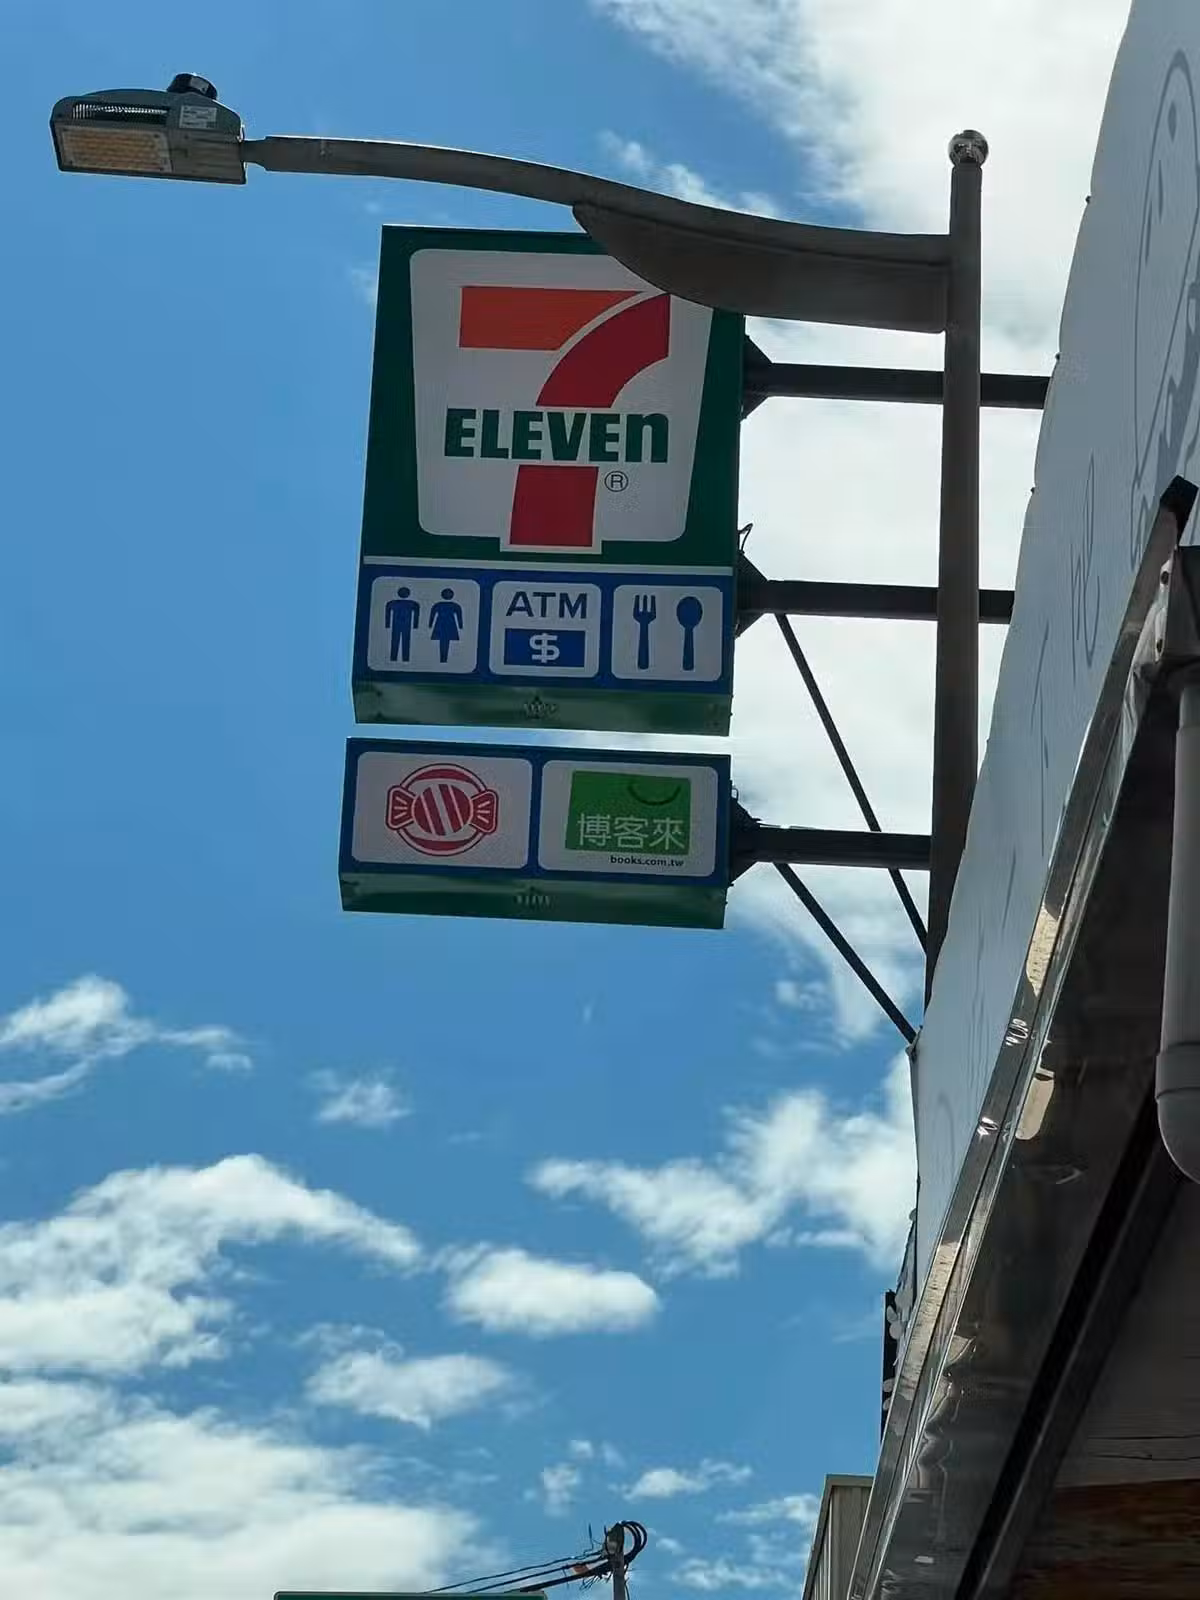 7
ELEVEn
®
ATM
$
博客來
books.com.tw